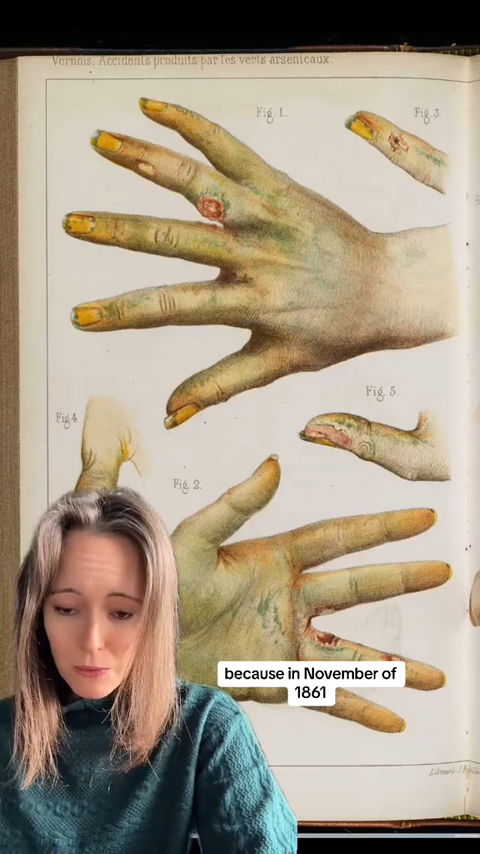 Vernois. Accidents produits par les verts arsenicaux.
Fig. 1.
Fig. 3.
Fig. 5.
Fig 4.
Fig. 2.
because in November of
1861